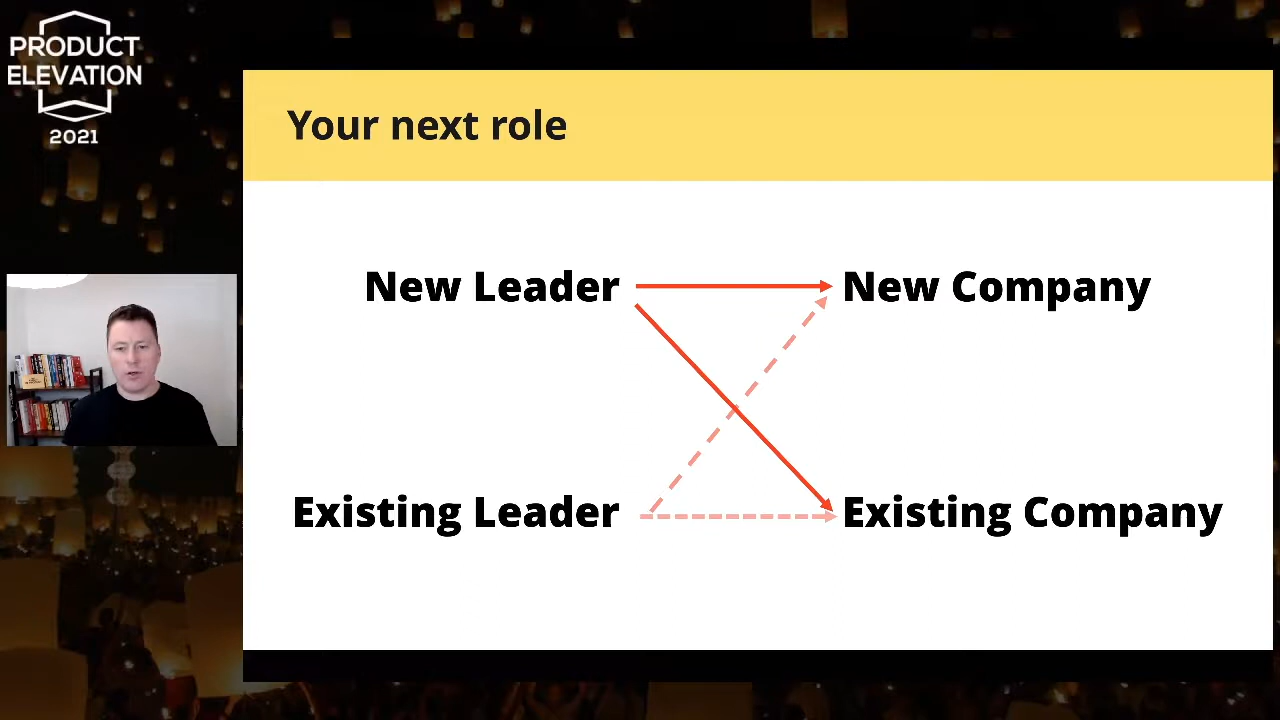 PRODUCT
ELEVATION
2021
Your next role
New Leader
New Company
Existing Leader
Existing Company